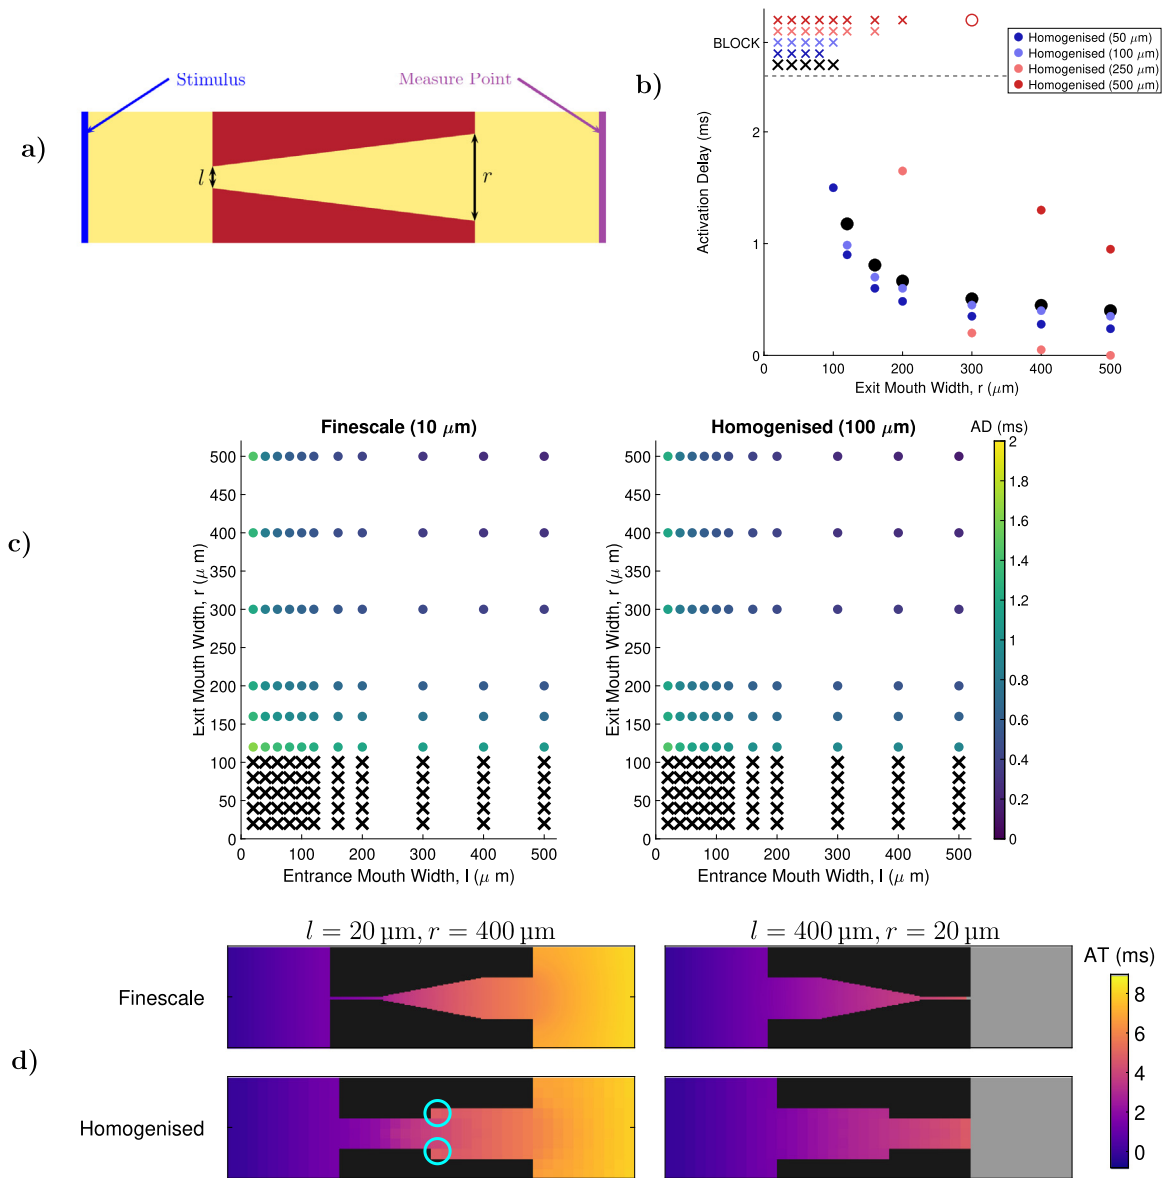 a)
Stimulus
Measure Point
l
r
b)
BLOCK
2
1
0
Activation Delay (ms)
0 100 200 300 400 500
Exit Mouth Width, r (μm)
Homogenised (50 μm)
Homogenised (100 μm)
Homogenised (250 μm)
Homogenised (500 μm)
c)
Finescale (10 μm)
500
450
400
350
300
250
200
150
100
50
0
Exit Mouth Width, r (μ m)
0 100 200 300 400 500
Entrance Mouth Width, l (μ m)
Homogenised (100 μm)
500
450
400
350
300
250
200
150
100
50
0
Exit Mouth Width, r (μ m)
0 100 200 300 400 500
Entrance Mouth Width, l (μ m)
AD (ms)
2
1.8
1.6
1.4
1.2
1
0.8
0.6
0.4
0.2
0
d)
l = 20 μm, r = 400 μm
l = 400 μm, r = 20 μm
Finescale
Homogenised
AT (ms)
8
6
4
2
0